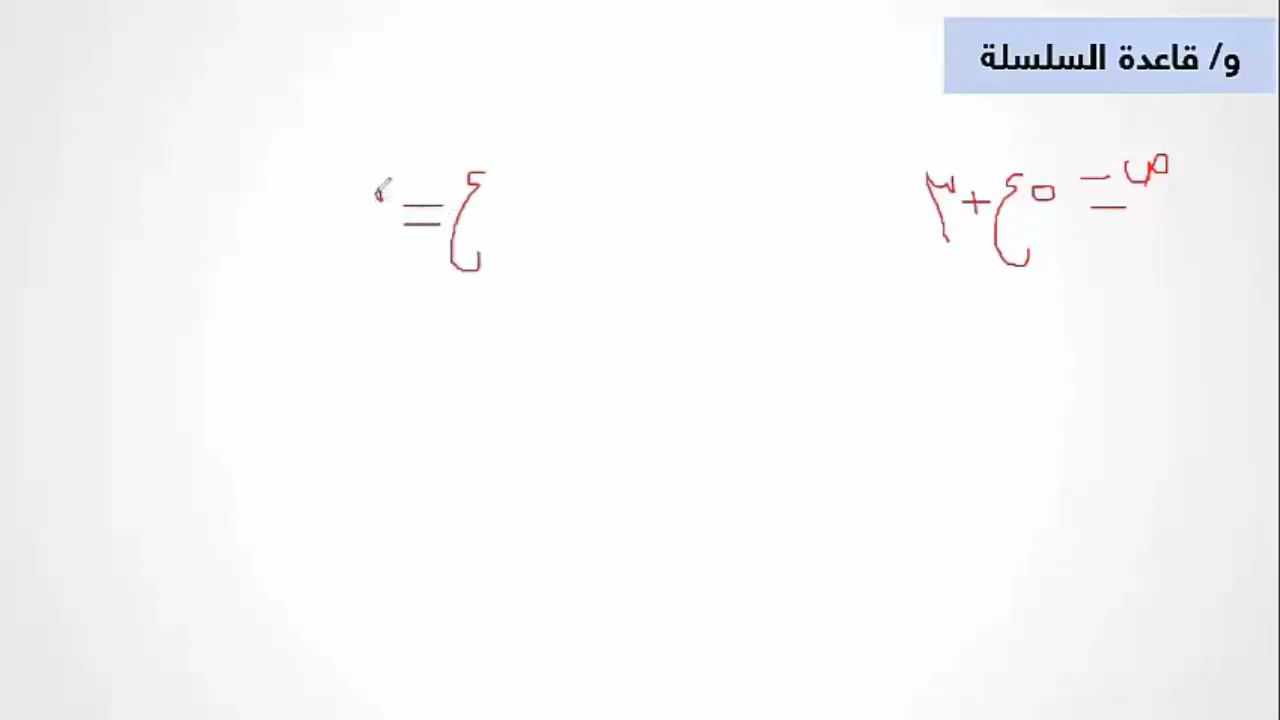 و/ قاعدة السلسلة
ص = ٥ع + ٣
ع =